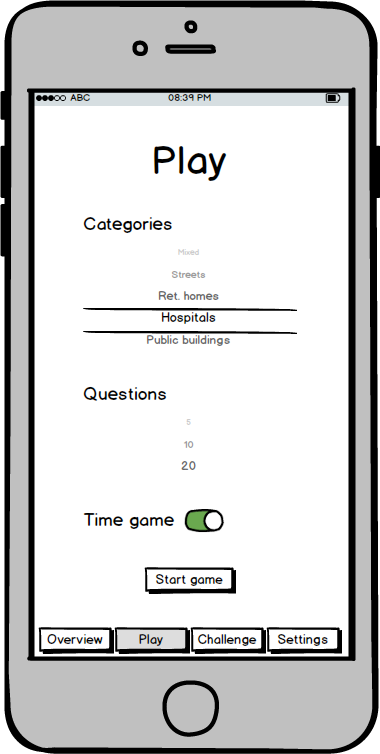 ABC 08:39 PM
Play
Categories
Mixed
Streets
Ret. homes
Hospitals
Public buildings
Questions
5
10
20
Time game
Start game
Overview Play Challenge Settings